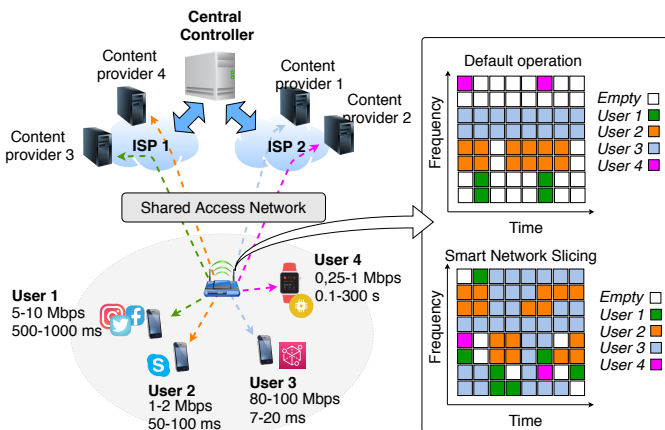 Central
Controller
Content
provider 4
Content
provider 1
Content
provider 2
Content
provider 3
ISP 1
ISP 2
Shared Access Network
User 1
5-10 Mbps
500-1000 ms
User 2
1-2 Mbps
50-100 ms
User 3
80-100 Mbps
7-20 ms
User 4
0,25-1 Mbps
0.1-300 s
Default operation
Frequency
Time
Empty
User 1
User 2
User 3
User 4
Smart Network Slicing
Frequency
Time
Empty
User 1
User 2
User 3
User 4